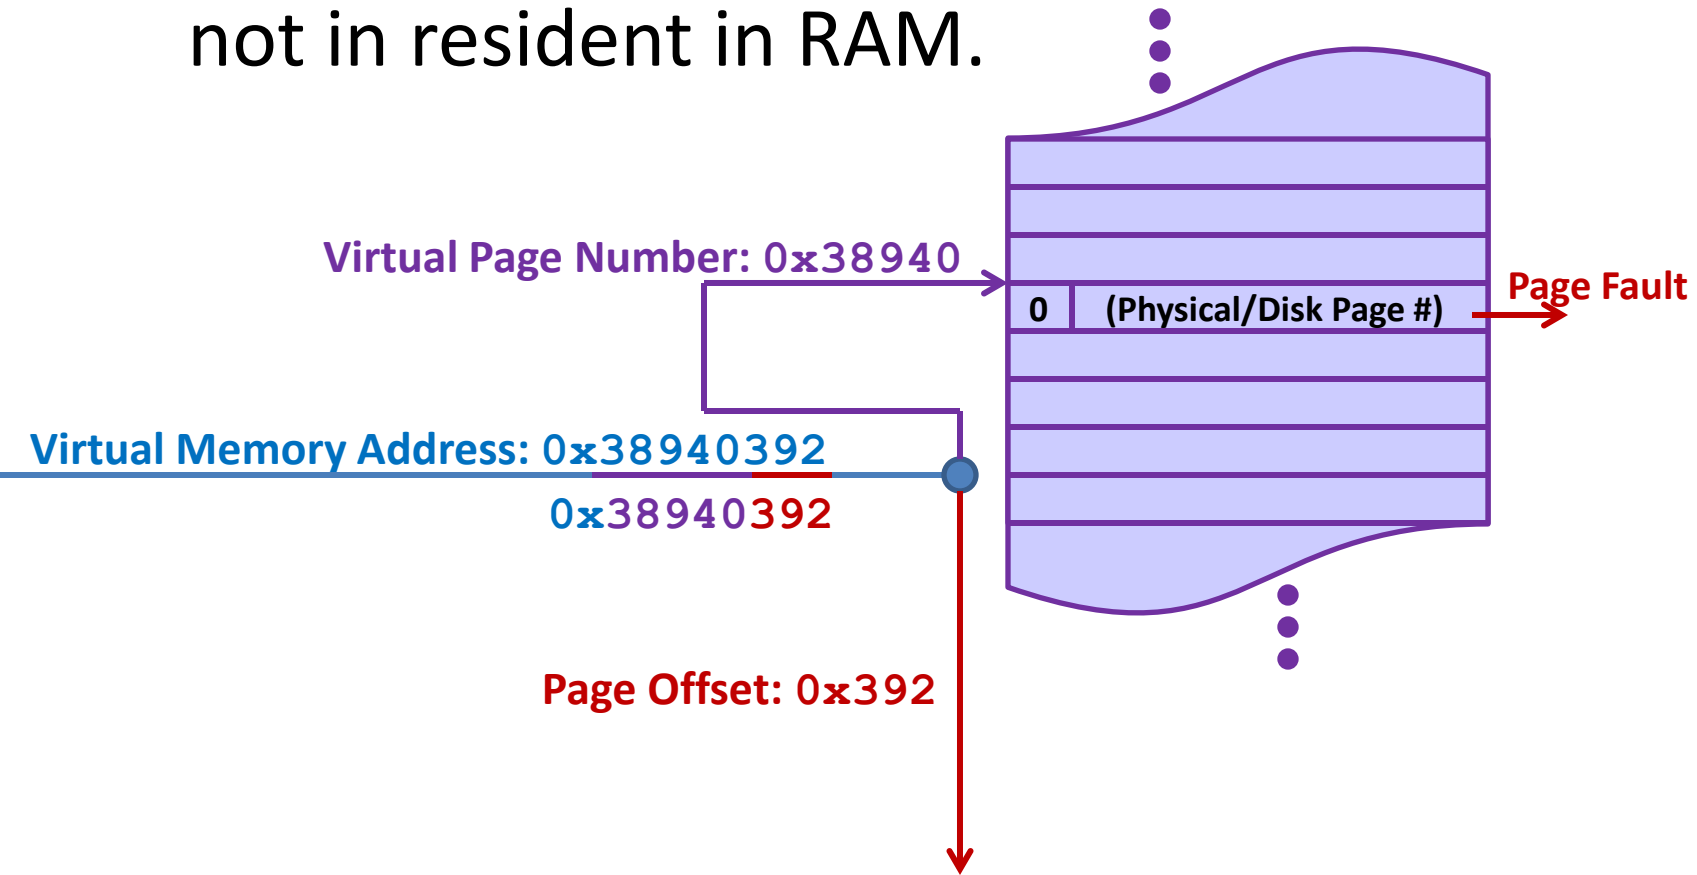 not in resident in RAM.
Virtual Page Number: 0x38940
Page Fault
0 (Physical/Disk Page #)
Virtual Memory Address: 0x38940392
0x38940392
Page Offset: 0x392